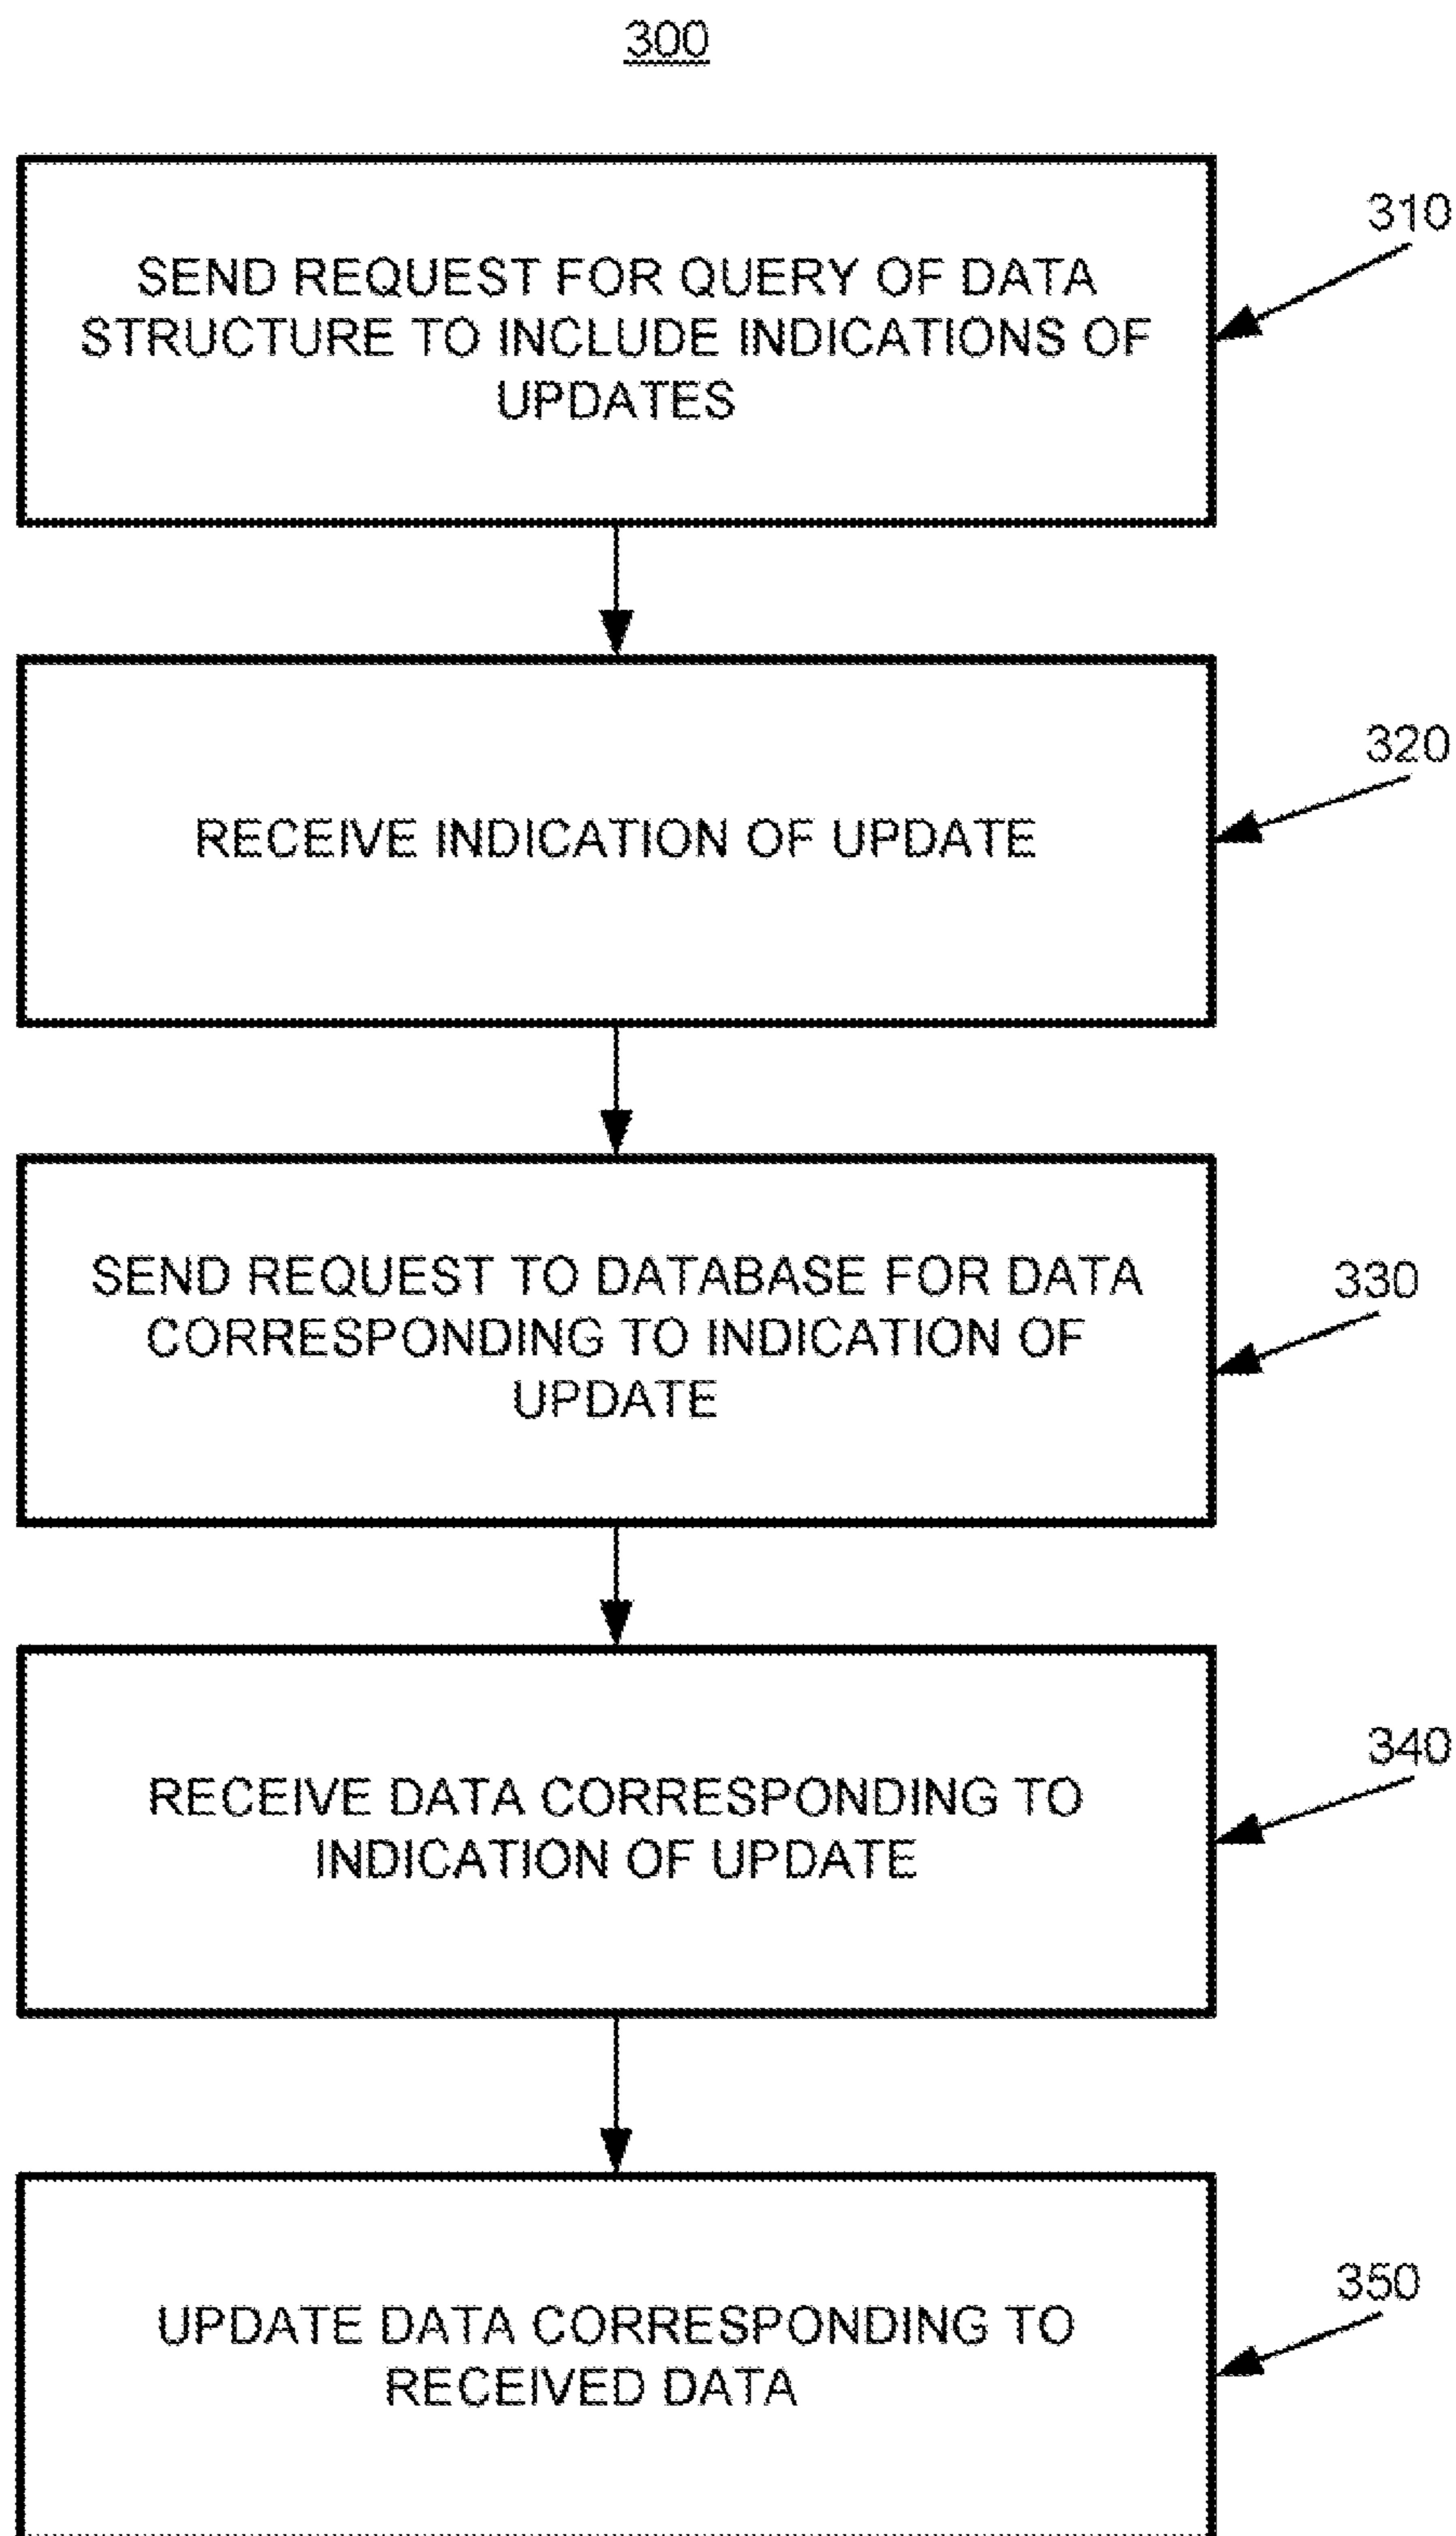 300
310
SEND REQUEST FOR QUERY OF DATA
STRUCTURE TO INCLUDE INDICATIONS OF
UPDATES
320
RECEIVE INDICATION OF UPDATE
330
SEND REQUEST TO DATABASE FOR DATA
CORRESPONDING TO INDICATION OF
UPDATE
340
RECEIVE DATA CORRESPONDING TO
INDICATION OF UPDATE
350
UPDATE DATA CORRESPONDING TO
RECEIVED DATA